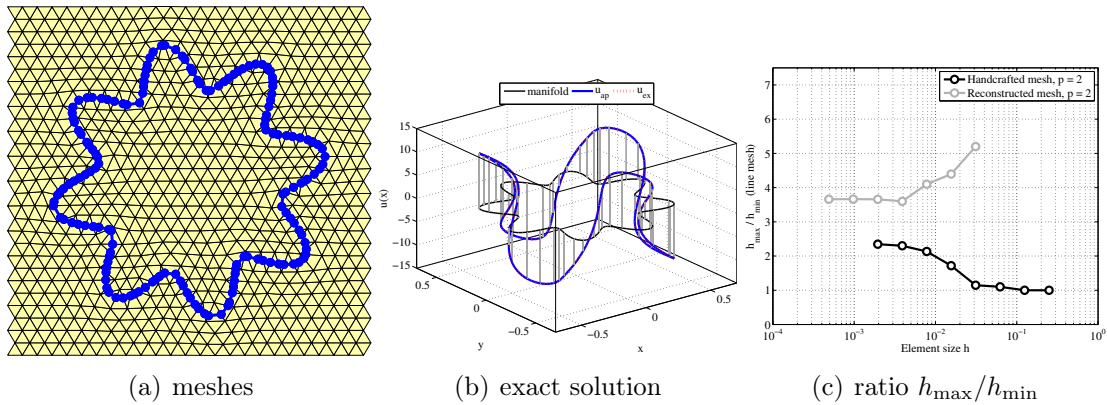 manifold u_ap u_ex
15
10
5
0
−5
−10
−15
u(x)
0.5
0
−0.5
y
−0.5
0
0.5
x
Handcrafted mesh, p = 2
Reconstructed mesh, p = 2
7
6
5
4
3
2
1
0
h_max / h_min (line mesh)
10^−4 10^−3 10^−2 10^−1 10^0
Element size h
(a) meshes
(b) exact solution
(c) ratio h_max/h_min